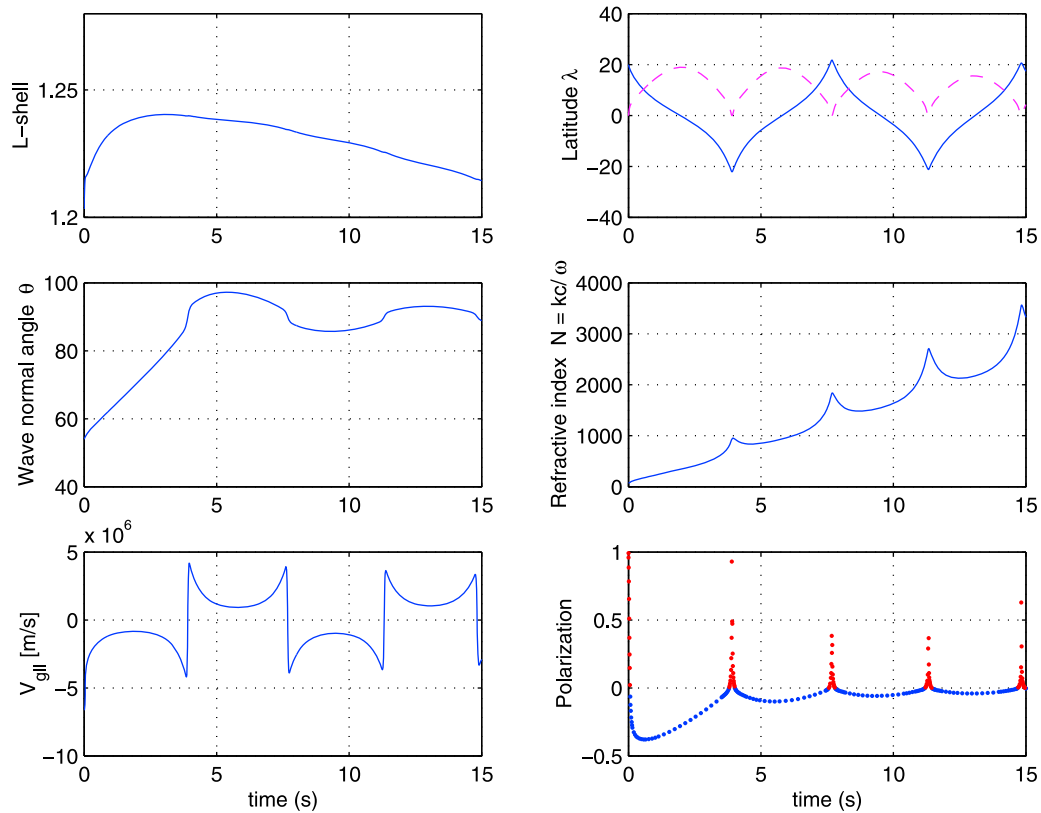 L−shell
1.25
1.2
0 5 10 15
Latitude λ
40
20
0
−20
−40
0 5 10 15
Wave normal angle θ
100
80
60
40
0 5 10 15
Refractive index N = kc/ω
4000
3000
2000
1000
0
0 5 10 15
x 10⁶
V_g|| [m/s]
5
0
−5
−10
0 5 10 15
time (s)
Polarization
1
0.5
0
−0.5
0 5 10 15
time (s)